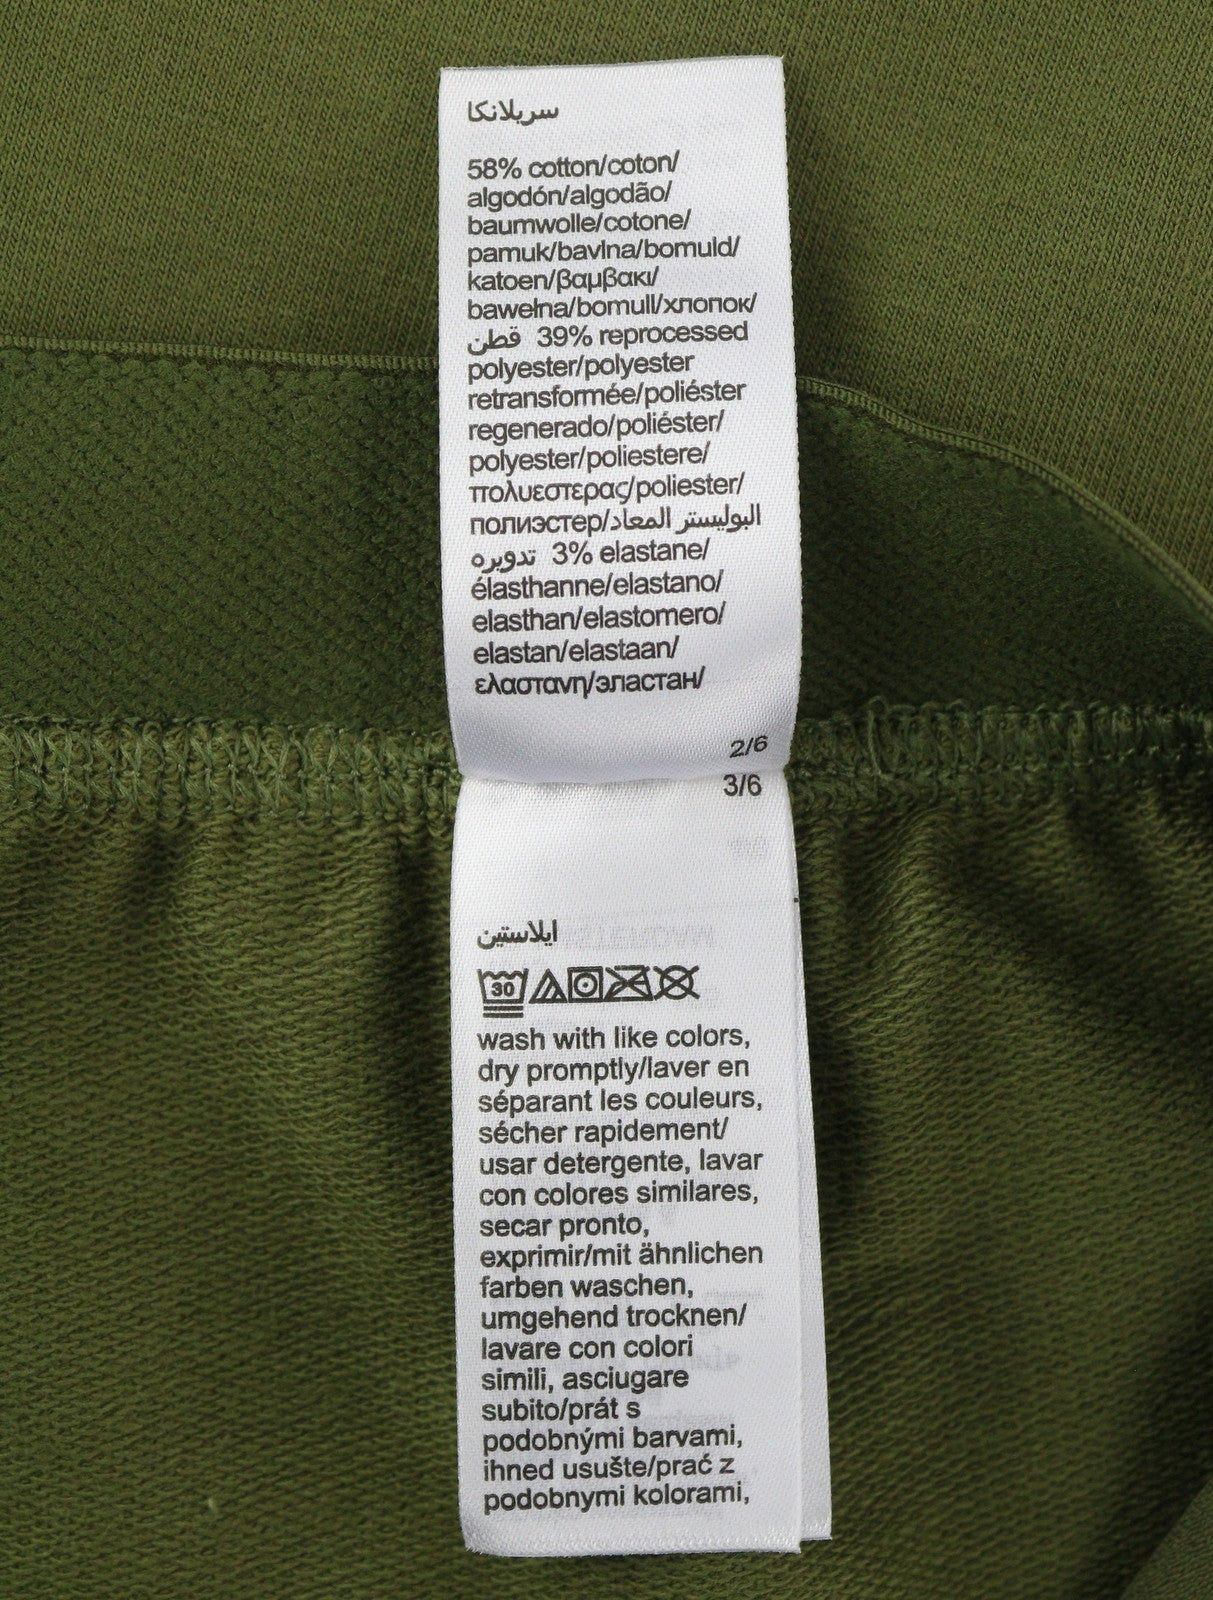 سريلانكا
58% cotton/coton/
algodón/algodão/
baumwolle/cotone/
pamuk/bavlna/bomuld/
katoen/βαμβακι/
bawełna/bomull/хлопок/
قطن 39% reprocessed
polyester/polyester
retransformée/poliéster
regenerado/poliéster/
polyester/poliestere/
πολυεστερας/poliester/
полиэстер/البوليستر المعاد
تدويره 3% elastane/
élasthanne/elastano/
elasthan/elastomero/
elastan/elastaan/
ελαστανη/эластан/
2/6
3/6
ايلاستين
30
wash with like colors,
dry promptly/laver en
séparant les couleurs,
sécher rapidement/
usar detergente, lavar
con colores similares,
secar pronto,
exprimir/mit ähnlichen
farben waschen,
umgehend trocknen/
lavare con colori
simili, asciugare
subito/prát s
podobnými barvami,
ihned usušte/prać z
podobnymi kolorami,